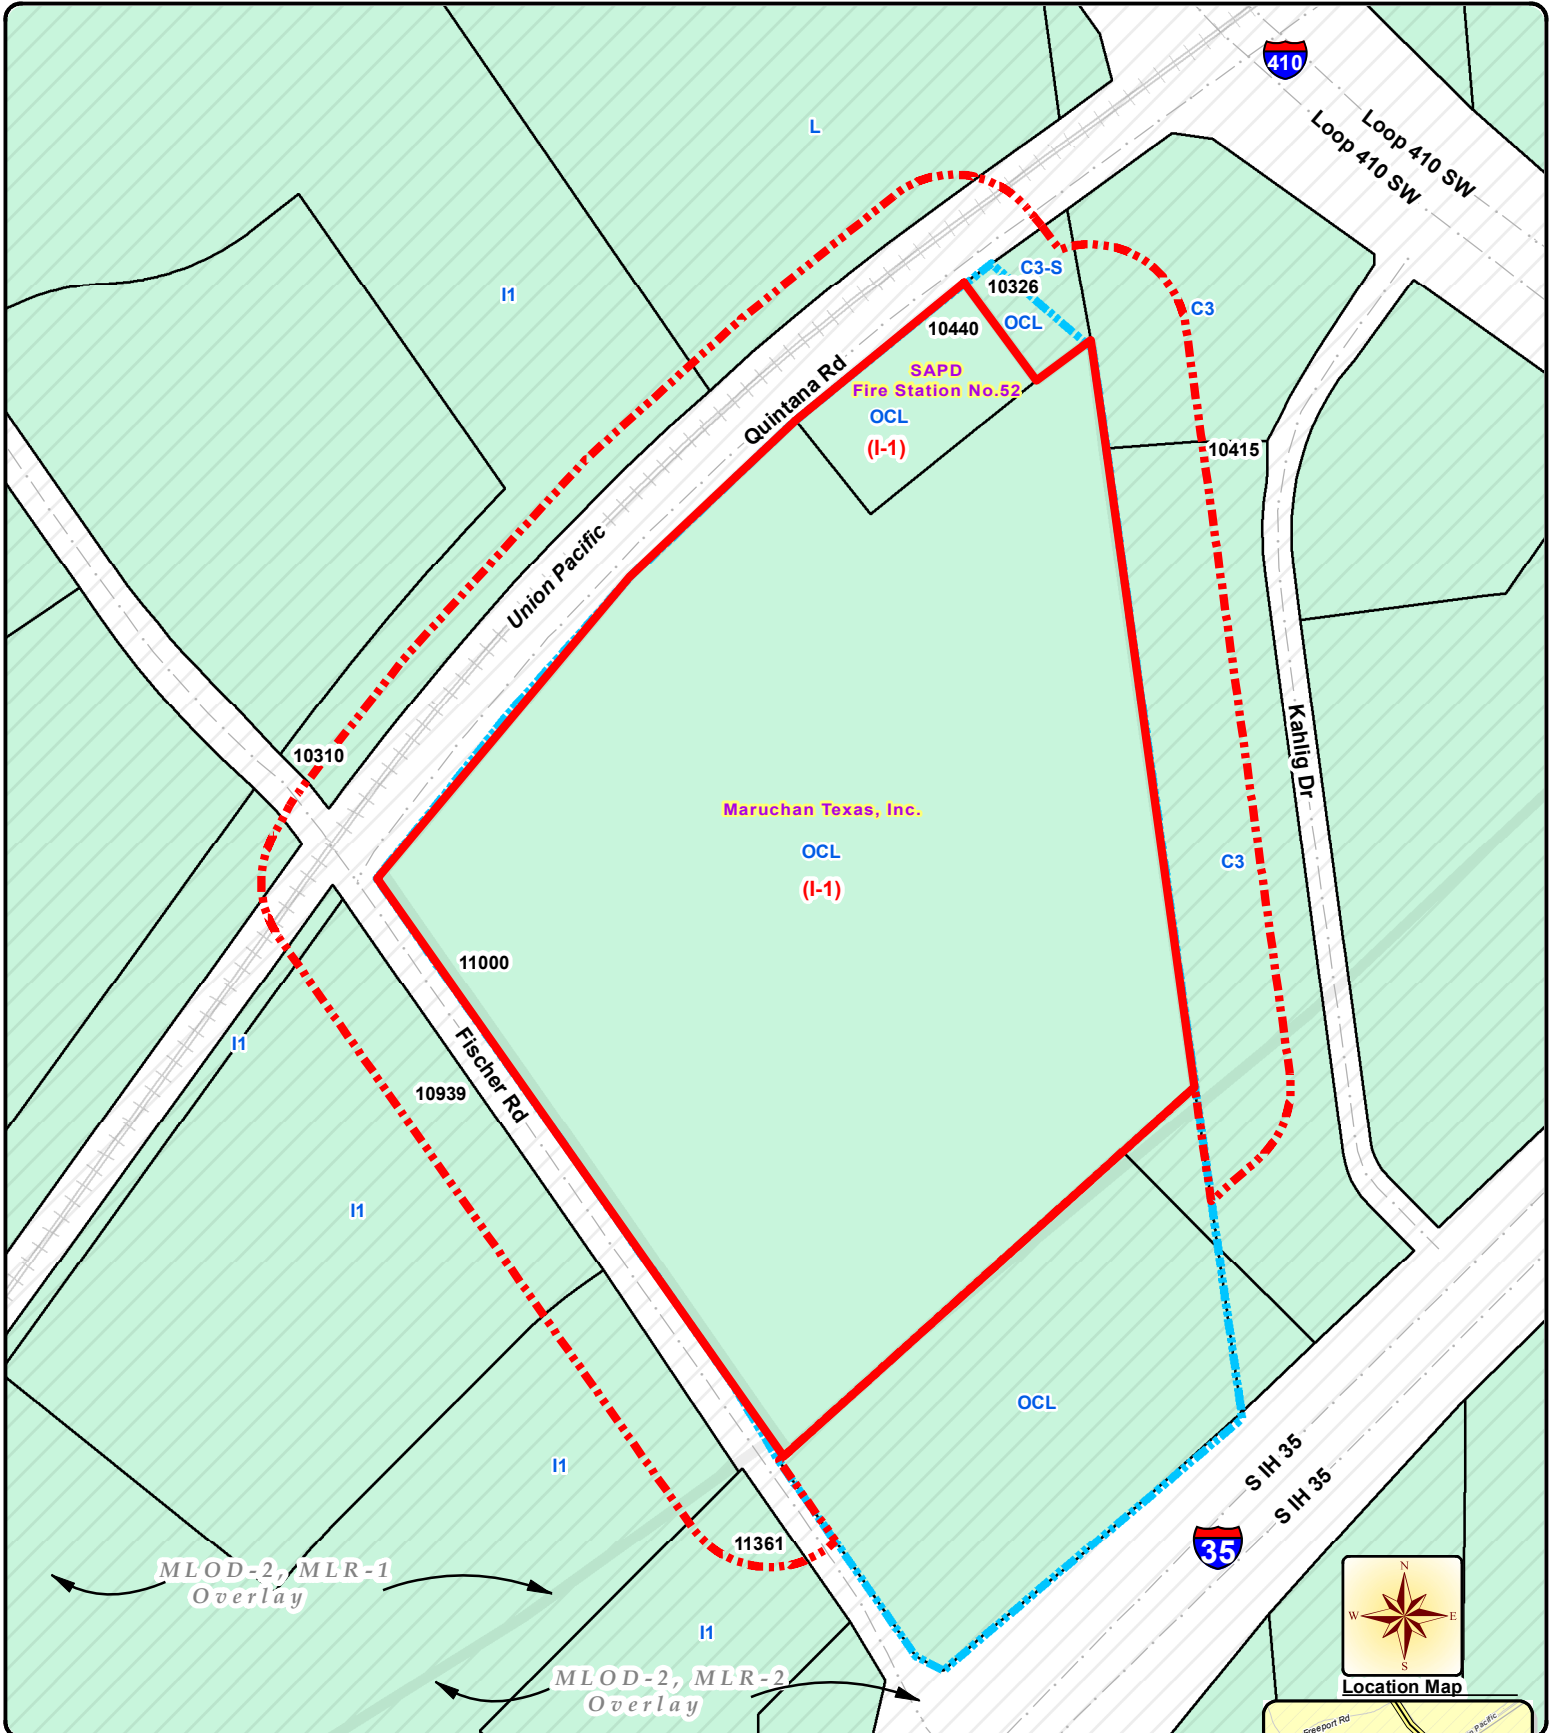 410
Loop 410 SW
Loop 410 SW
L
C3-S
10326
I1
C3
10440
OCL
SAPD
Fire Station No.52
OCL
(I-1)
Quintana Rd
10415
Union Pacific
Kahlig Dr
10310
Maruchan Texas, Inc.
OCL
(I-1)
C3
11000
I1
Fischer Rd
10939
I1
OCL
I1
S IH 35
S IH 35
35
11361
MLOD-2, MLR-1
Overlay
N
W
E
S
I1
MLOD-2, MLR-2
Overlay
Location Map
Freeport Rd
Pacific